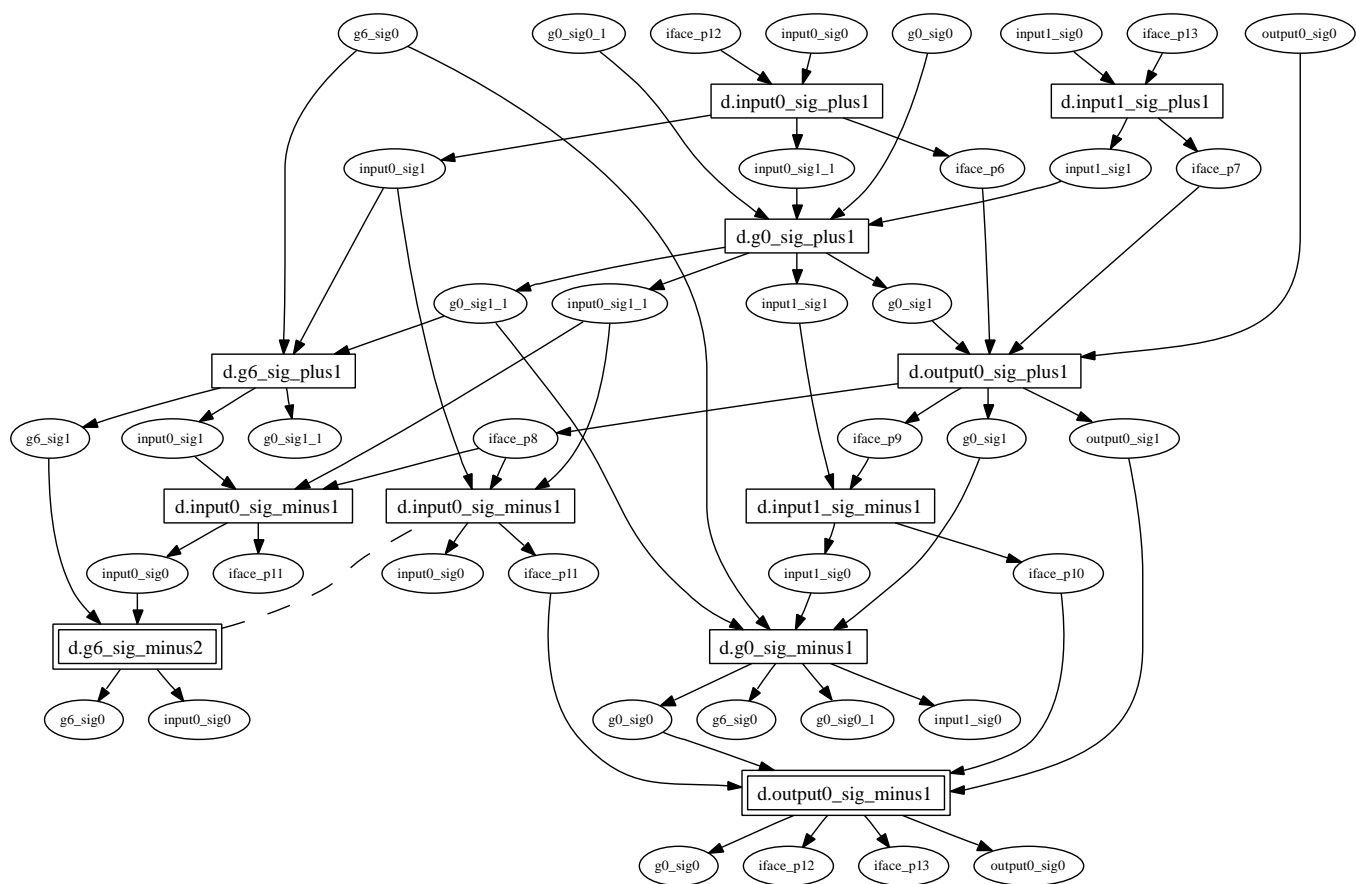 g6_sig0
g0_sig0_1
iface_p12
input0_sig0
g0_sig0
input1_sig0
iface_p13
output0_sig0
d.input0_sig_plus1
d.input1_sig_plus1
input0_sig1
input0_sig1_1
iface_p6
input1_sig1
iface_p7
d.g0_sig_plus1
g0_sig1_1
input0_sig1_1
input1_sig1
g0_sig1
d.g6_sig_plus1
d.output0_sig_plus1
g6_sig1
input0_sig1
g0_sig1_1
iface_p8
iface_p9
g0_sig1
output0_sig1
d.input0_sig_minus1
d.input0_sig_minus1
d.input1_sig_minus1
input0_sig0
iface_p11
input0_sig0
iface_p11
input1_sig0
iface_p10
d.g6_sig_minus2
d.g0_sig_minus1
g6_sig0
input0_sig0
g0_sig0
g6_sig0
g0_sig0_1
input1_sig0
d.output0_sig_minus1
g0_sig0
iface_p12
iface_p13
output0_sig0